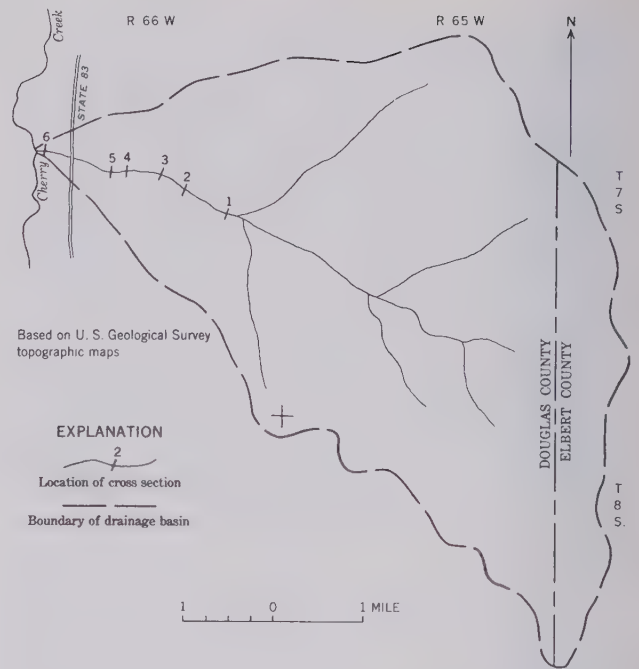 R 66 W
R 65 W
N
Creek
STATE 83
6
5
4
3
2
1
Cherry
T
7
S
Based on U. S. Geological Survey
topographic maps
DOUGLAS COUNTY
ELBERT COUNTY
EXPLANATION
2
Location of cross section
Boundary of drainage basin
T
8
S.
1 0 1 MILE